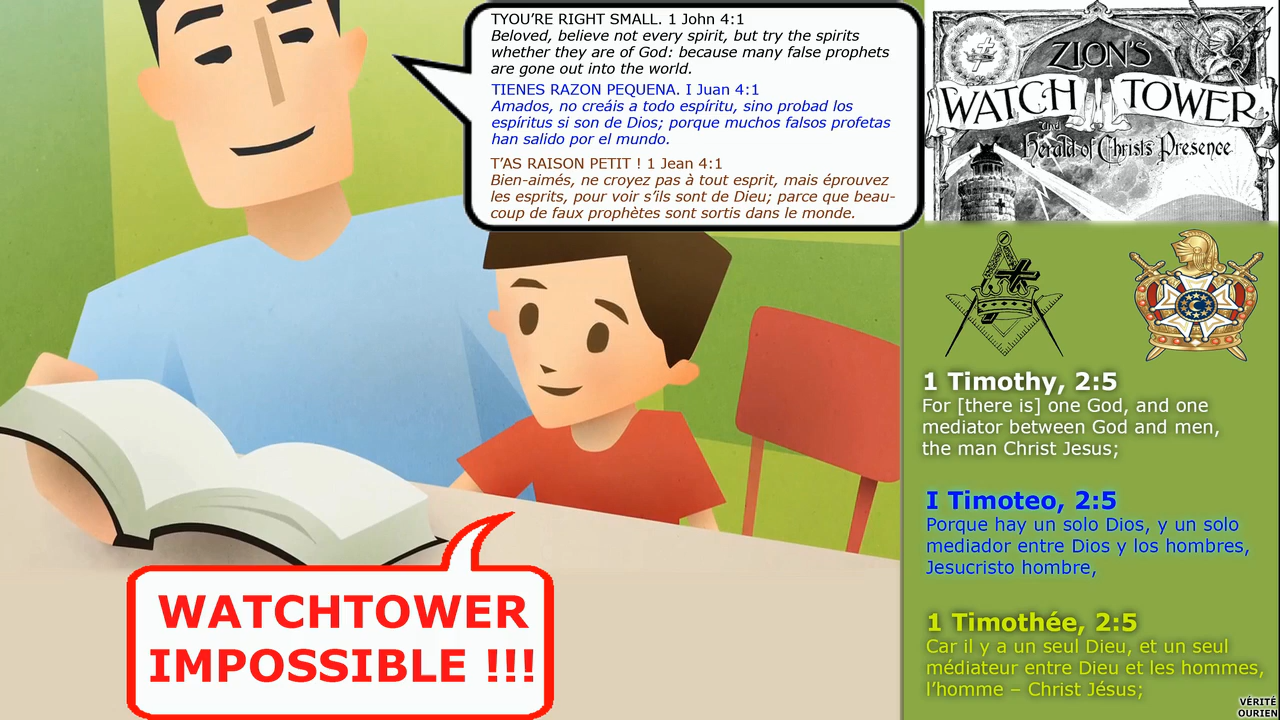 TYOU’RE RIGHT SMALL. 1 John 4:1
Beloved, believe not every spirit, but try the spirits
whether they are of God: because many false prophets
are gone out into the world.
TIENES RAZON PEQUENA. I Juan 4:1
Amados, no creáis a todo espíritu, sino probad los
espíritus si son de Dios; porque muchos falsos profetas
han salido por el mundo.
T’AS RAISON PETIT ! 1 Jean 4:1
Bien-aimés, ne croyez pas à tout esprit, mais éprouvez
les esprits, pour voir s’ils sont de Dieu; parce que beau-
coup de faux prophètes sont sortis dans le monde.
WATCHTOWER
IMPOSSIBLE !!!
ZION'S
WATCH TOWER
and
Herald of Christs Presence
1 Timothy, 2:5
For [there is] one God, and one
mediator between God and men,
the man Christ Jesus;
I Timoteo, 2:5
Porque hay un solo Dios, y un solo
mediador entre Dios y los hombres,
Jesucristo hombre,
1 Timothée, 2:5
Car il y a un seul Dieu, et un seul
médiateur entre Dieu et les hommes,
l’homme – Christ Jésus;
VÉRITÉ
OURIEN